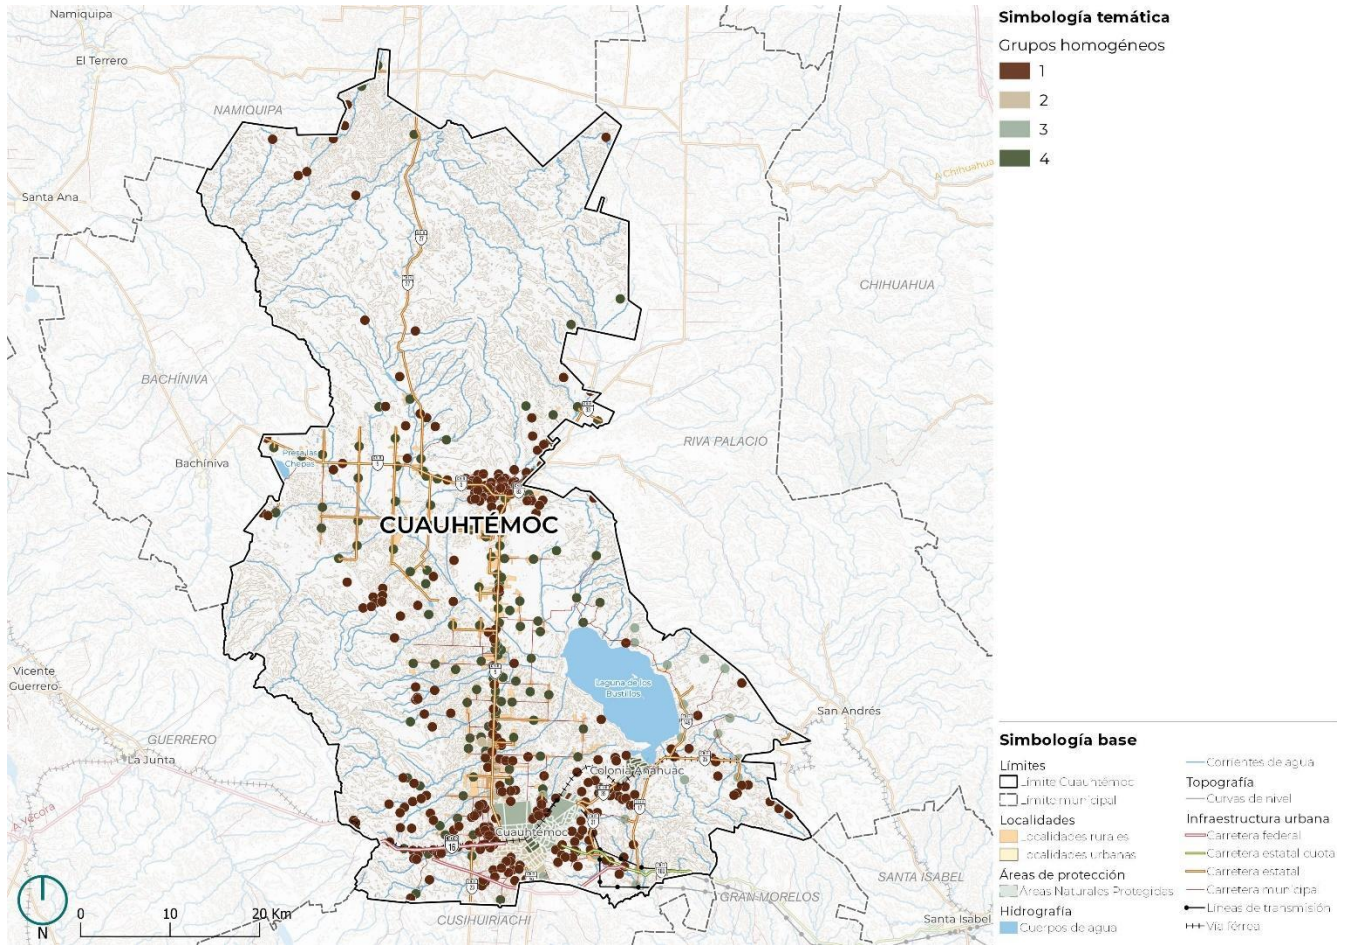 Namiquipa
El Terrero
NAMIQUIPA
A Chihuahua
Santa Ana
CHIHUAHUA
BACHÍNIVA
Bachíniva
Presa las
Chepas
RIVA PALACIO
CUAUHTÉMOC
Laguna de los
Bustillos
Vicente
Guerrero
San Andrés
GUERRERO
La Junta
Colonia Anáhuac
A Yécora
Cuauhtémoc
16
SANTA ISABEL
GRAN MORELOS
Santa Isabel
CUSIHUIRIACHI
N
0 10 20 Km
Simbología temática
Grupos homogéneos
1
2
3
4
Simbología base
Límites
Límite Cuauhtémoc
Límite municipal
Localidades
Localidades rurales
Localidades urbanas
Áreas de protección
Áreas Naturales Protegidas
Hidrografía
Cuerpos de agua
Corrientes de agua
Topografía
Curvas de nivel
Infraestructura urbana
Carretera federal
Carretera estatal cuota
Carretera estatal
Carretera municipal
Líneas de transmisión
Vía férrea